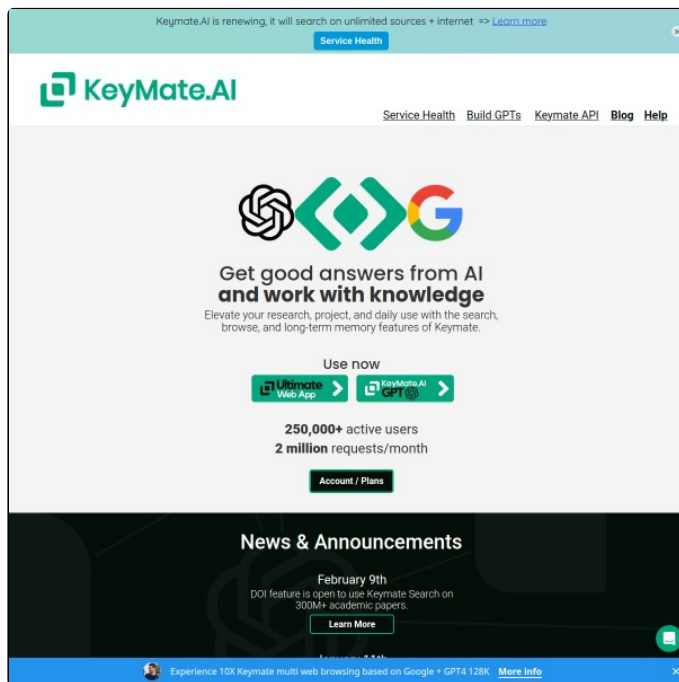 Keymate.AI is renewing, it will search on unlimited sources + internet => Learn more
Service Health
KeyMate.AI
Service Health Build GPTs Keymate API Blog Help
Get good answers from AI
and work with knowledge
Elevate your research, project, and daily use with the search,
browse, and long-term memory features of Keymate.
Use now
Ultimate
Web App
KeyMate.AI
GPT
250,000+ active users
2 million requests/month
Account / Plans
News & Announcements
February 9th
DOI feature is open to use Keymate Search on
300M+ academic papers.
Learn More
January 11th
Experience 10X Keymate multi web browsing based on Google + GPT4 128K More Info